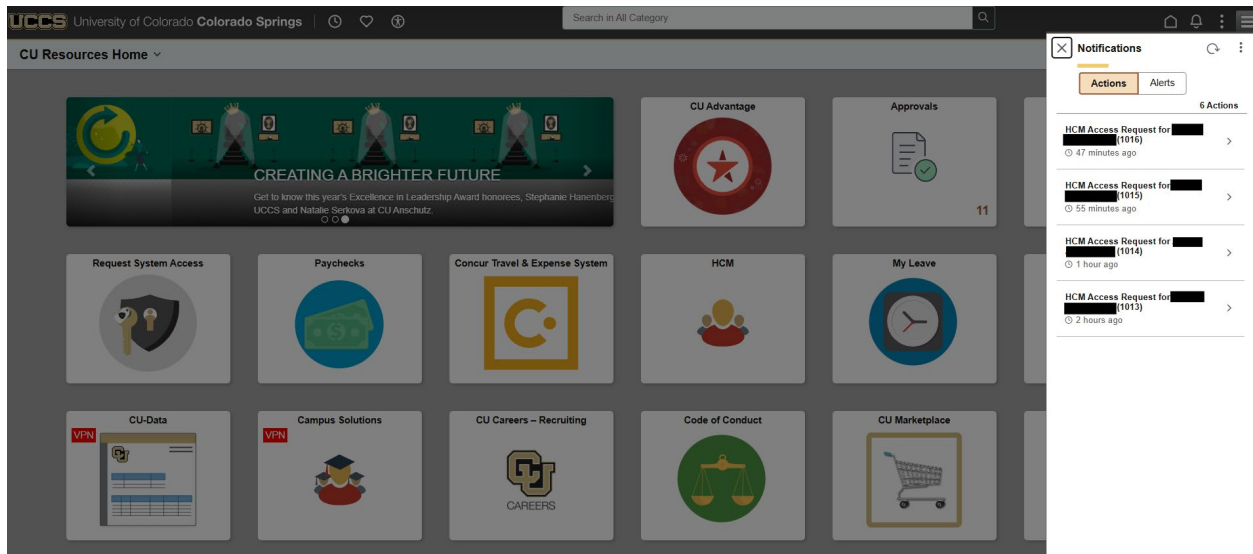 UCCS University of Colorado Colorado Springs
Search in All Category
CU Resources Home
CREATING A BRIGHTER FUTURE
Get to know this year's Excellence in Leadership Award honorees, Stephanie Hanenberg
UCCS and Natalie Serkova at CU Anschutz.
CU Advantage
Approvals
11
Request System Access
Paychecks
Concur Travel & Expense System
HCM
My Leave
CU-Data
VPN
Campus Solutions
VPN
CU Careers – Recruiting
CU
CAREERS
Code of Conduct
CU Marketplace
Notifications
Actions
Alerts
6 Actions
HCM Access Request for
(1016)
47 minutes ago
HCM Access Request for
(1015)
55 minutes ago
HCM Access Request for
(1014)
1 hour ago
HCM Access Request for
(1013)
2 hours ago